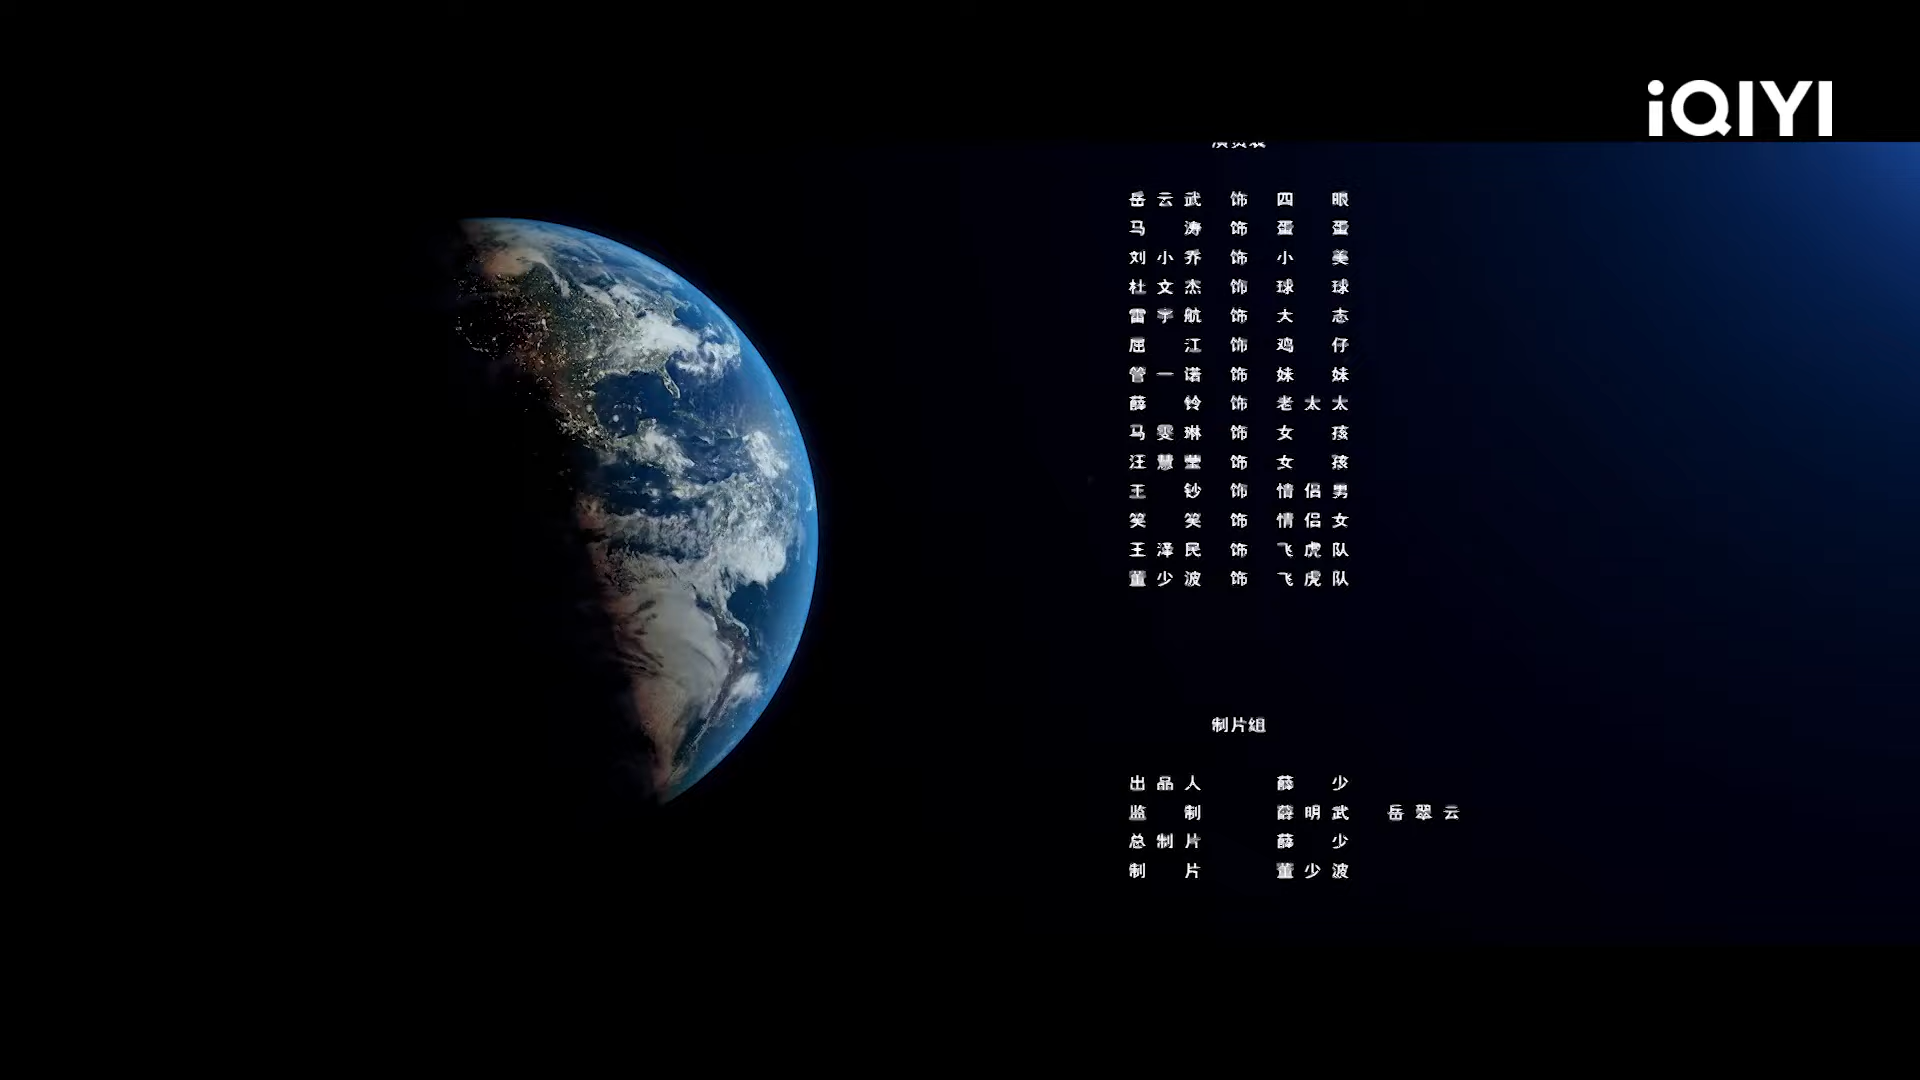 iQIYI
演员表
岳云武 饰 四眼
马涛 饰 蛋蛋
刘小乔 饰 小美
杜文杰 饰 球球
雷宇航 饰 大志
屈江 饰 鸡仔
管一诺 饰 妹妹
薛铃 饰 老太太
马雯琳 饰 女孩
汪慧莹 饰 女孩
王钞 饰 情侣男
笑笑 饰 情侣女
王泽民 饰 飞虎队
董少波 饰 飞虎队
制片组
出品人 薛少
监制 薛明武 岳翠云
总制片 薛少
制片 董少波